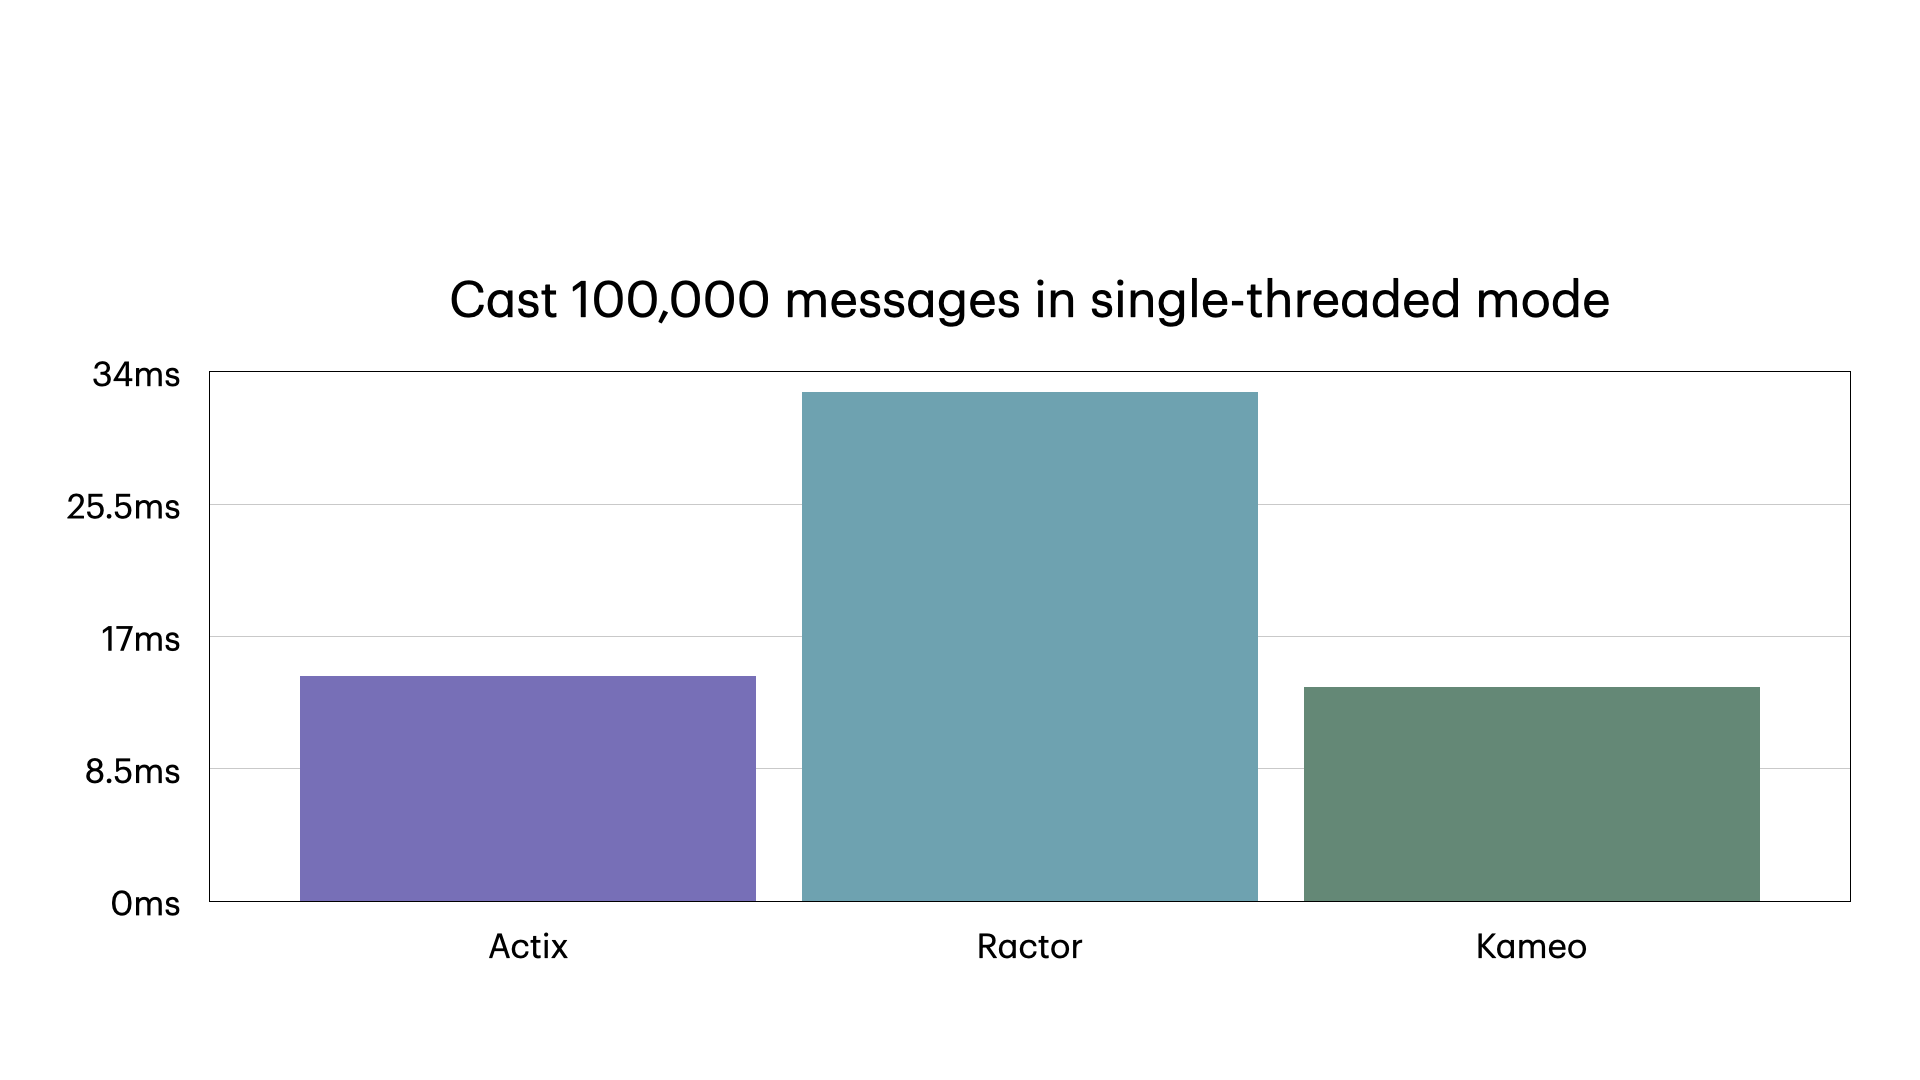 Cast 100,000 messages in single-threaded mode
34ms
25.5ms
17ms
8.5ms
0ms
Actix
Ractor
Kameo